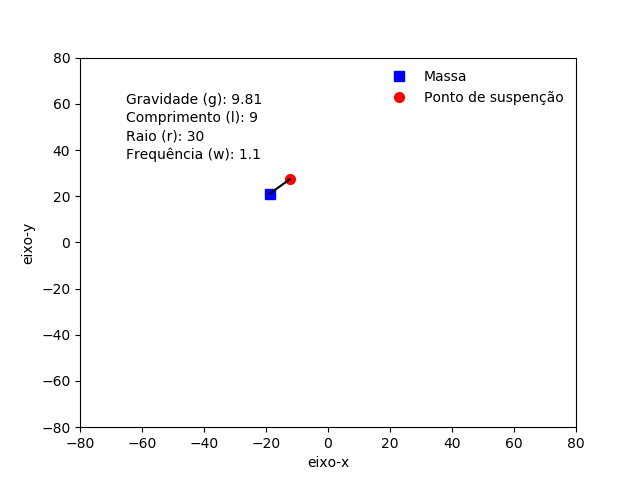 Massa
Ponto de suspenção
Gravidade (g): 9.81
Comprimento (l): 9
Raio (r): 30
Frequência (w): 1.1
80
60
40
20
0
−20
−40
−60
−80
eixo-y
−80 −60 −40 −20 0 20 40 60 80
eixo-x